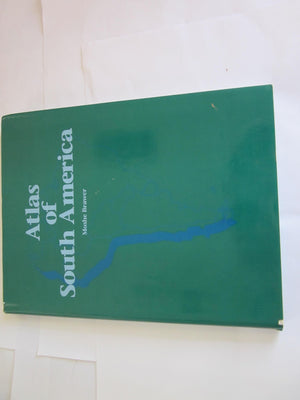 Atlas
of
South America
Moshe Brawer